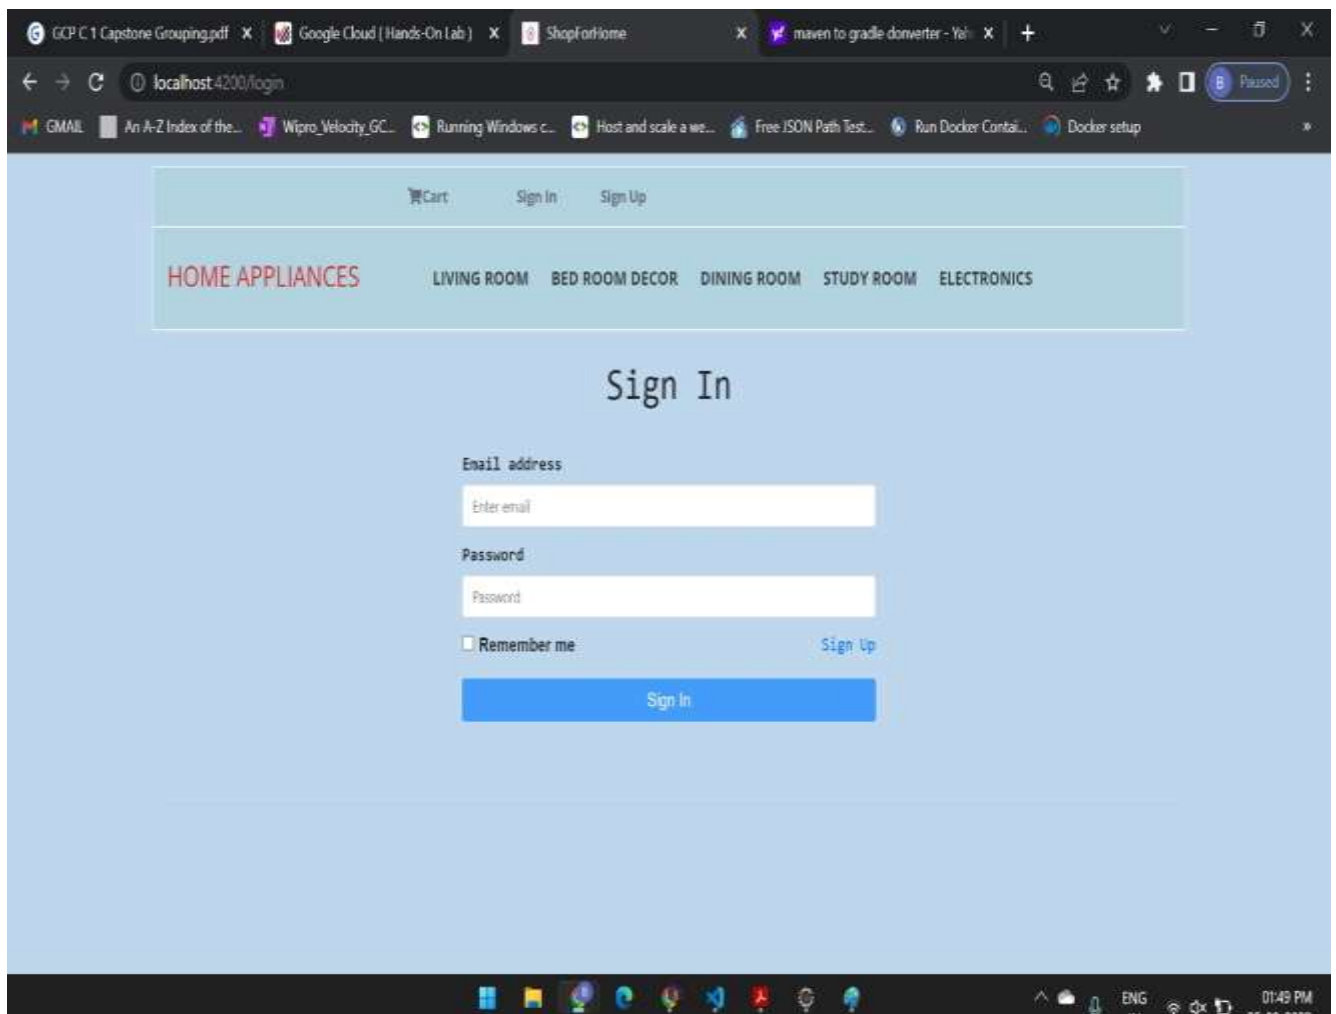 GCP C 1 Capstone Grouping.pdf
Google Cloud ( Hands-On Lab )
ShopForHome
maven to gradle donverter - Yah
localhost:4200/login
B Paused
GMAIL
An A-Z Index of the...
Wipro_Velocity_GC...
Running Windows c...
Host and scale a we...
Free JSON Path Test...
Run Docker Contai...
Docker setup
»
Cart Sign In Sign Up
HOME APPLIANCES LIVING ROOM BED ROOM DECOR DINING ROOM STUDY ROOM ELECTRONICS
Sign In
Email address
Enter email
Password
Password
Remember me Sign Up
Sign In
ENG 01:49 PM